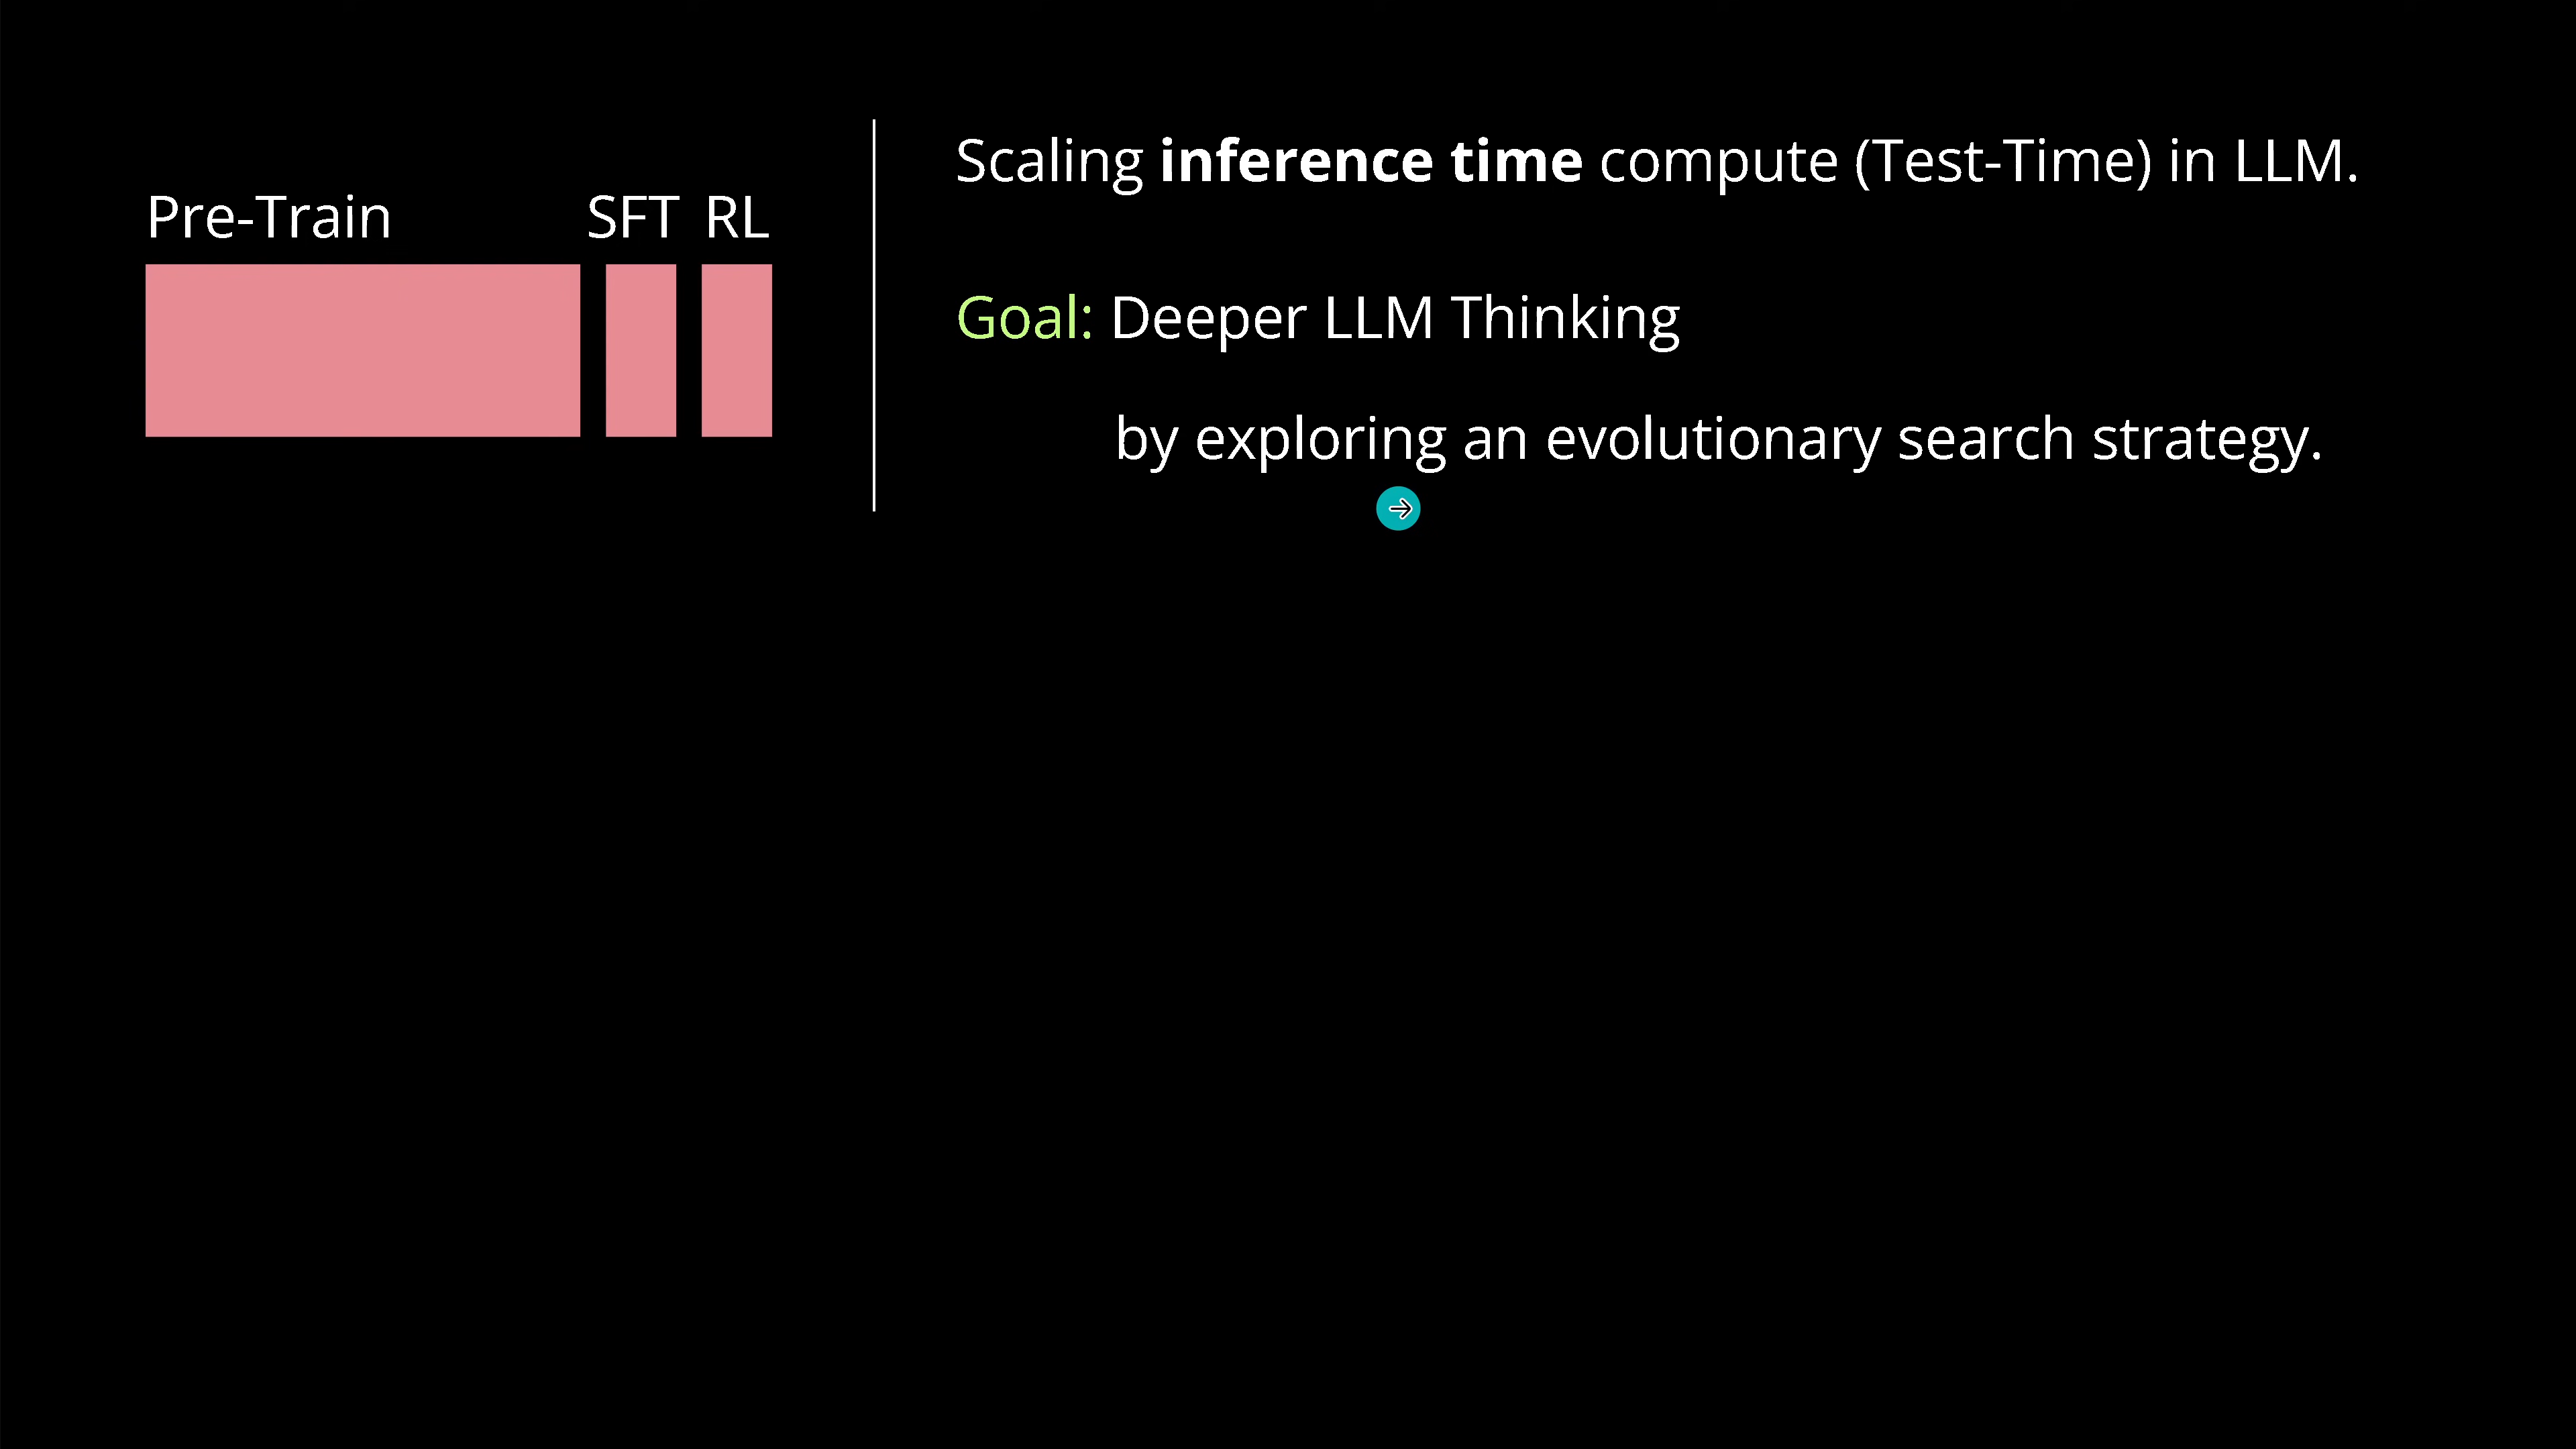 Pre-Train SFT RL
Scaling inference time compute (Test-Time) in LLM.
Goal: Deeper LLM Thinking
by exploring an evolutionary search strategy.